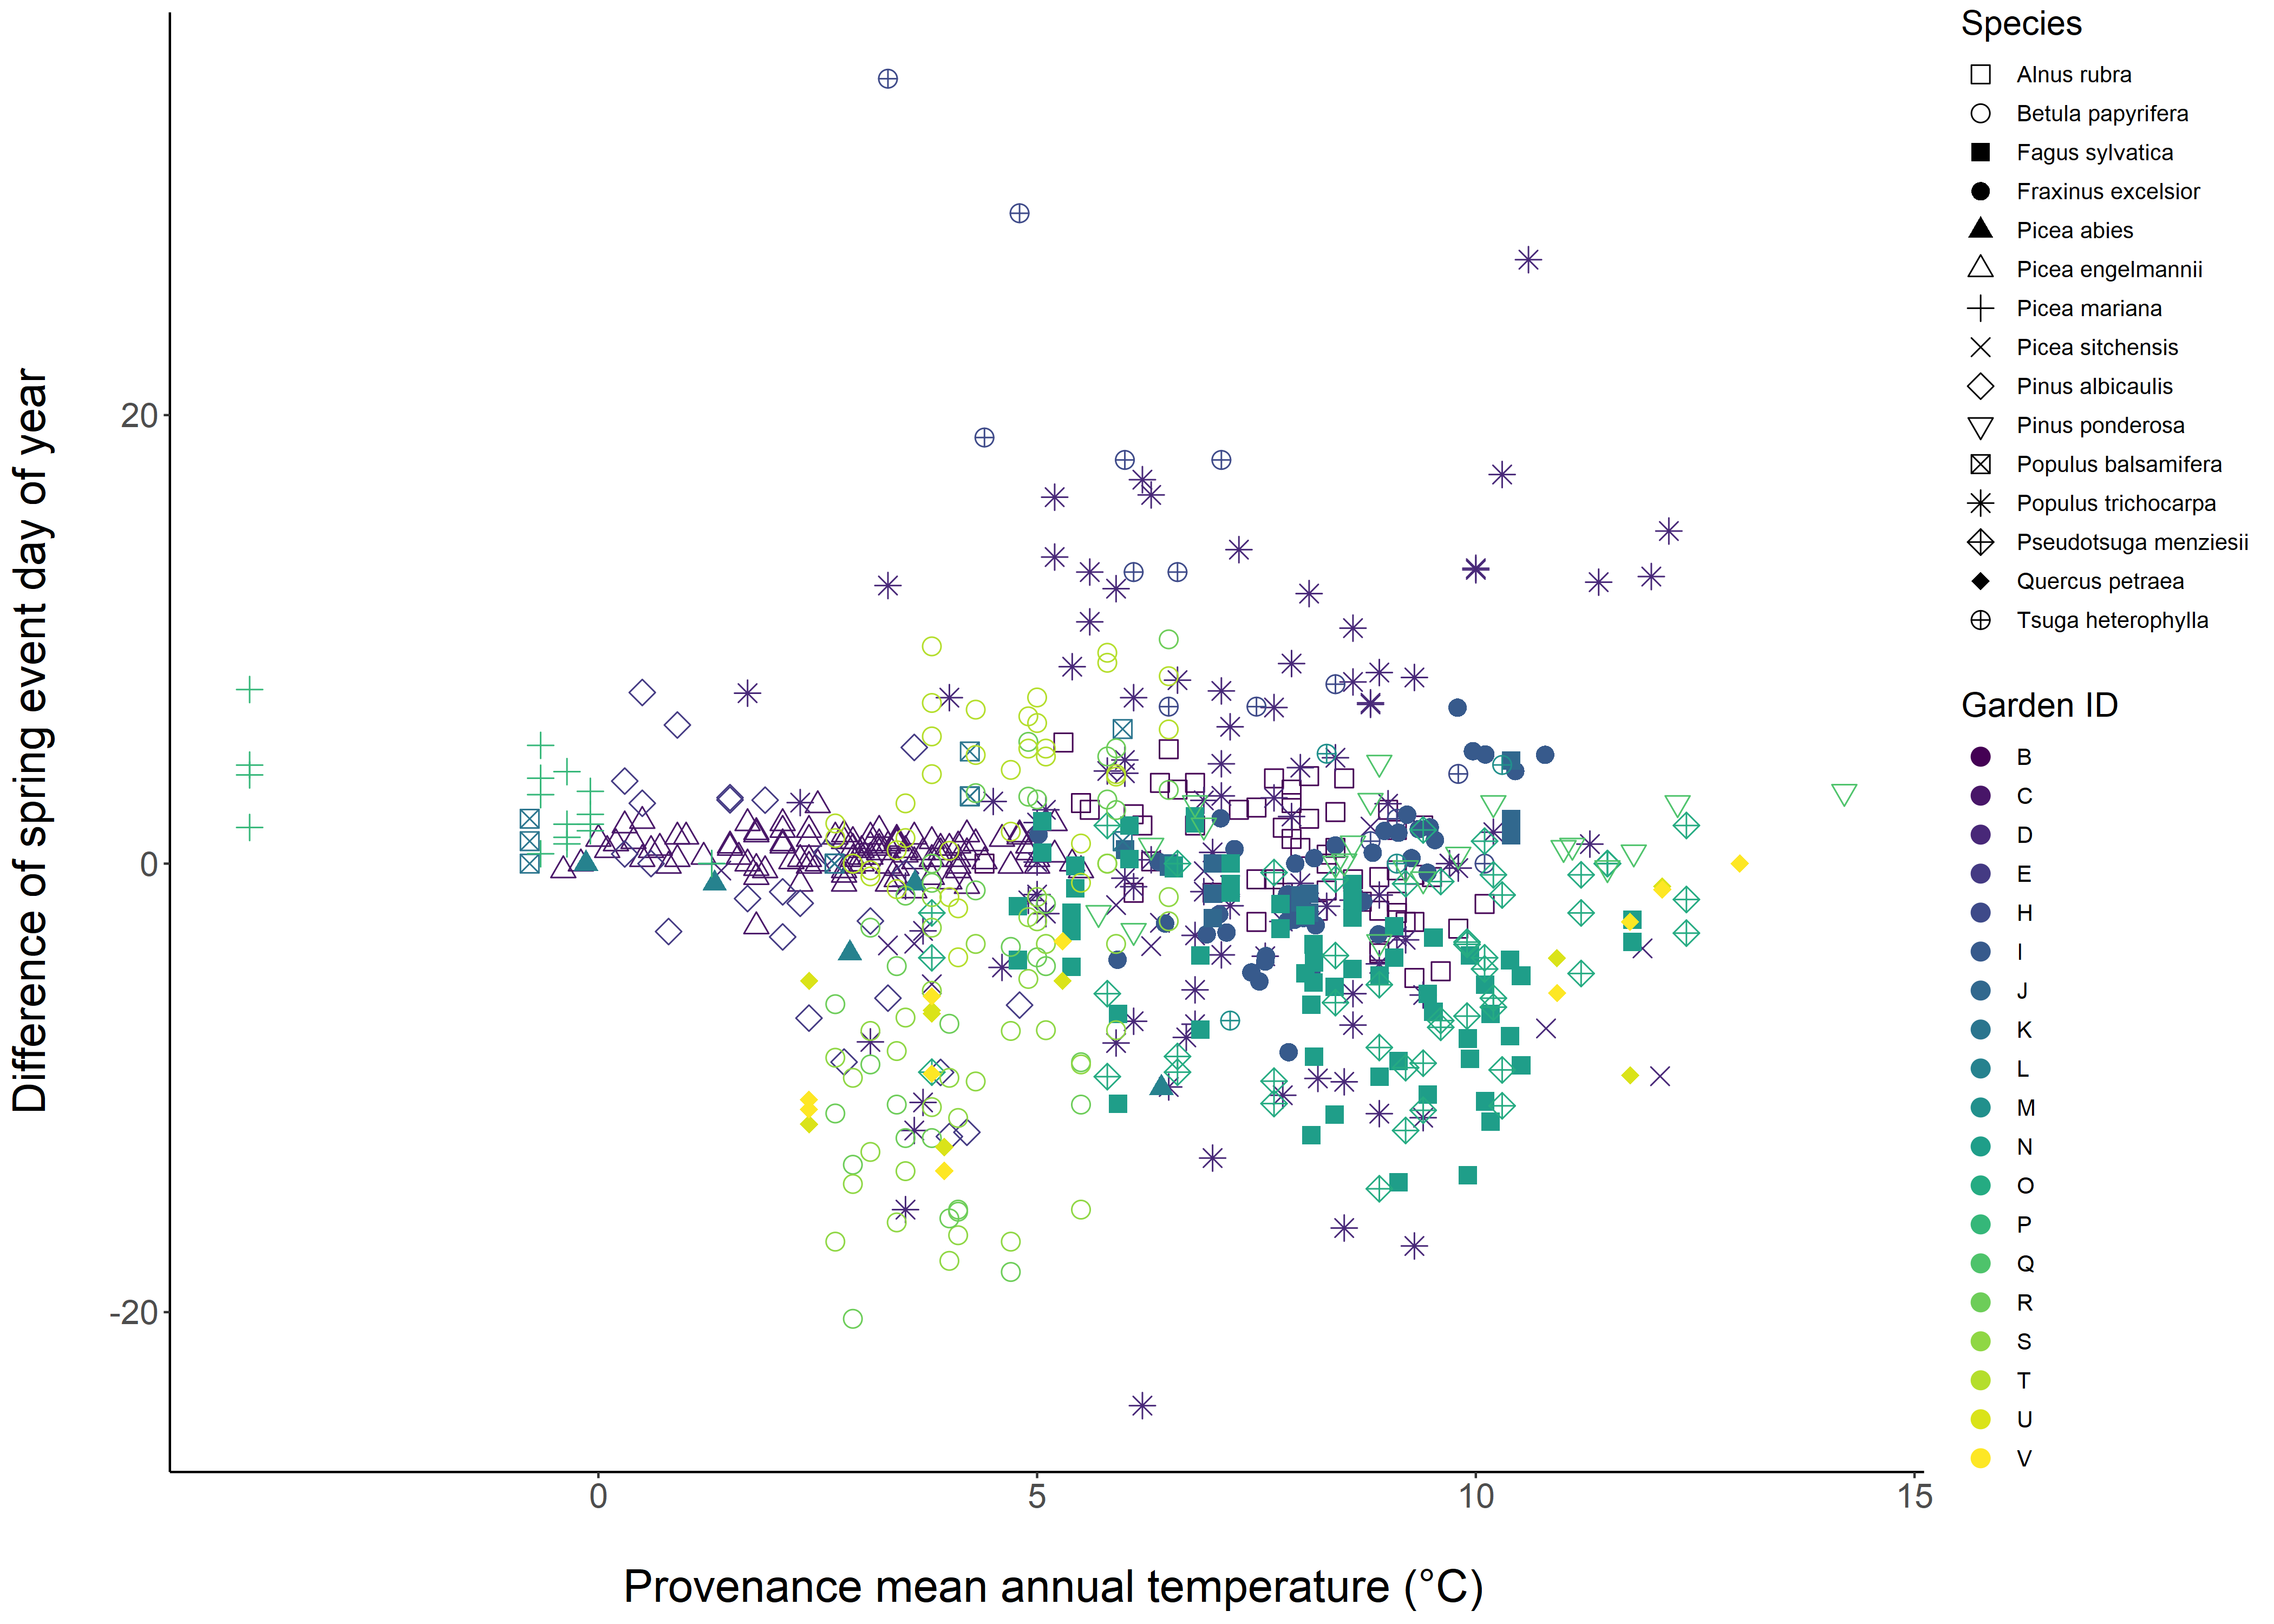 Difference of spring event day of year
20
0
-20
0
5
10
15
Provenance mean annual temperature (°C)
Species
Alnus rubra
Betula papyrifera
Fagus sylvatica
Fraxinus excelsior
Picea abies
Picea engelmannii
Picea mariana
Picea sitchensis
Pinus albicaulis
Pinus ponderosa
Populus balsamifera
Populus trichocarpa
Pseudotsuga menziesii
Quercus petraea
Tsuga heterophylla
Garden ID
B
C
D
E
H
I
J
K
L
M
N
O
P
Q
R
S
T
U
V